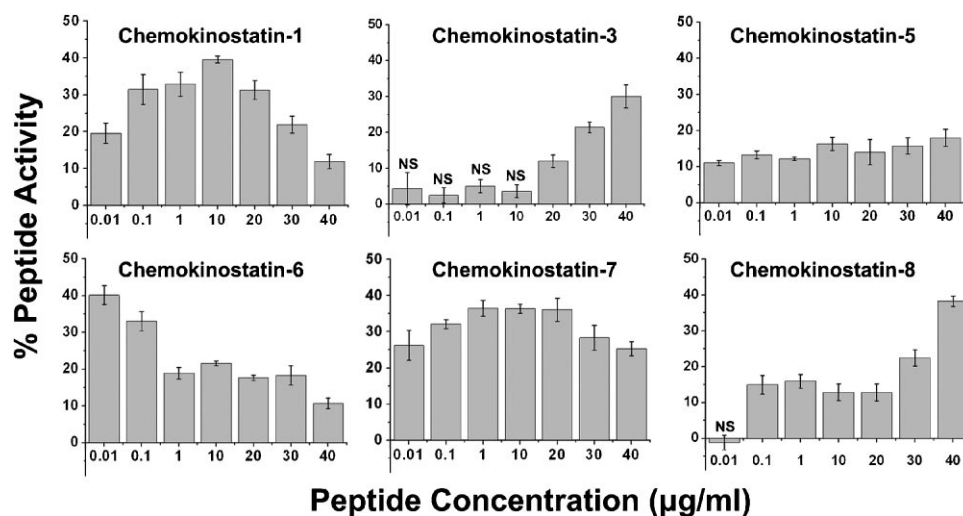 % Peptide Activity
Chemokinostatin-1
50
40
30
20
10
0
0.01 0.1 1 10 20 30 40
Chemokinostatin-3
50
40
30
20
10
0
NS NS NS NS
0.01 0.1 1 10 20 30 40
Chemokinostatin-5
50
40
30
20
10
0
0.01 0.1 1 10 20 30 40
Chemokinostatin-6
50
40
30
20
10
0
0.01 0.1 1 10 20 30 40
Chemokinostatin-7
50
40
30
20
10
0
0.01 0.1 1 10 20 30 40
Chemokinostatin-8
50
40
30
20
10
0
NS
0.01 0.1 1 10 20 30 40
Peptide Concentration (µg/ml)